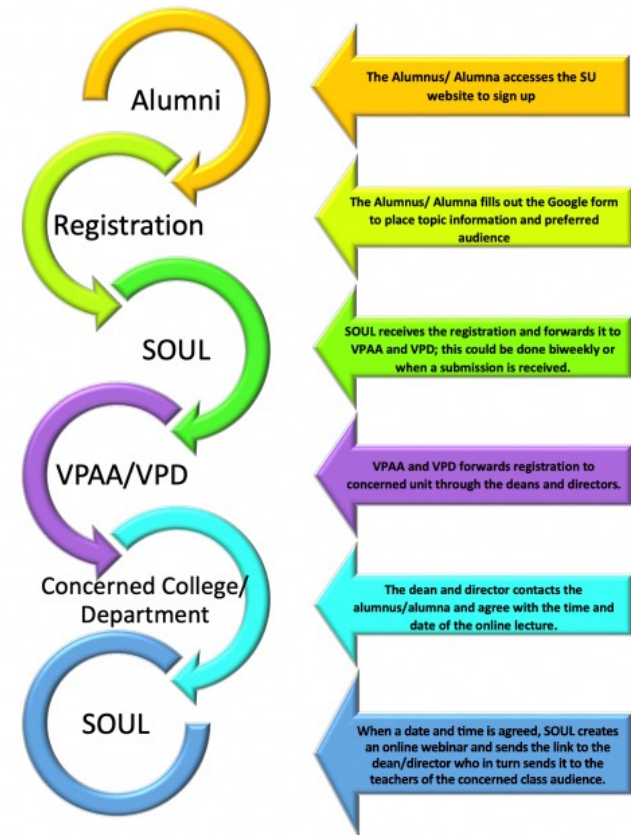 Alumni
The Alumnus/ Alumna accesses the SU
website to sign up
Registration
The Alumnus/ Alumna fills out the Google form
to place topic information and preferred
audience
SOUL
SOUL receives the registration and forwards it to
VPAA and VPD; this could be done biweekly or
when a submission is received.
VPAA/VPD
VPAA and VPD forwards registration to
concerned unit through the deans and directors.
Concerned College/
Department
The dean and director contacts the
alumnus/alumna and agree with the time and
date of the online lecture.
SOUL
When a date and time is agreed, SOUL creates
an online webinar and sends the link to the
dean/director who in turn sends it to the
teachers of the concerned class audience.